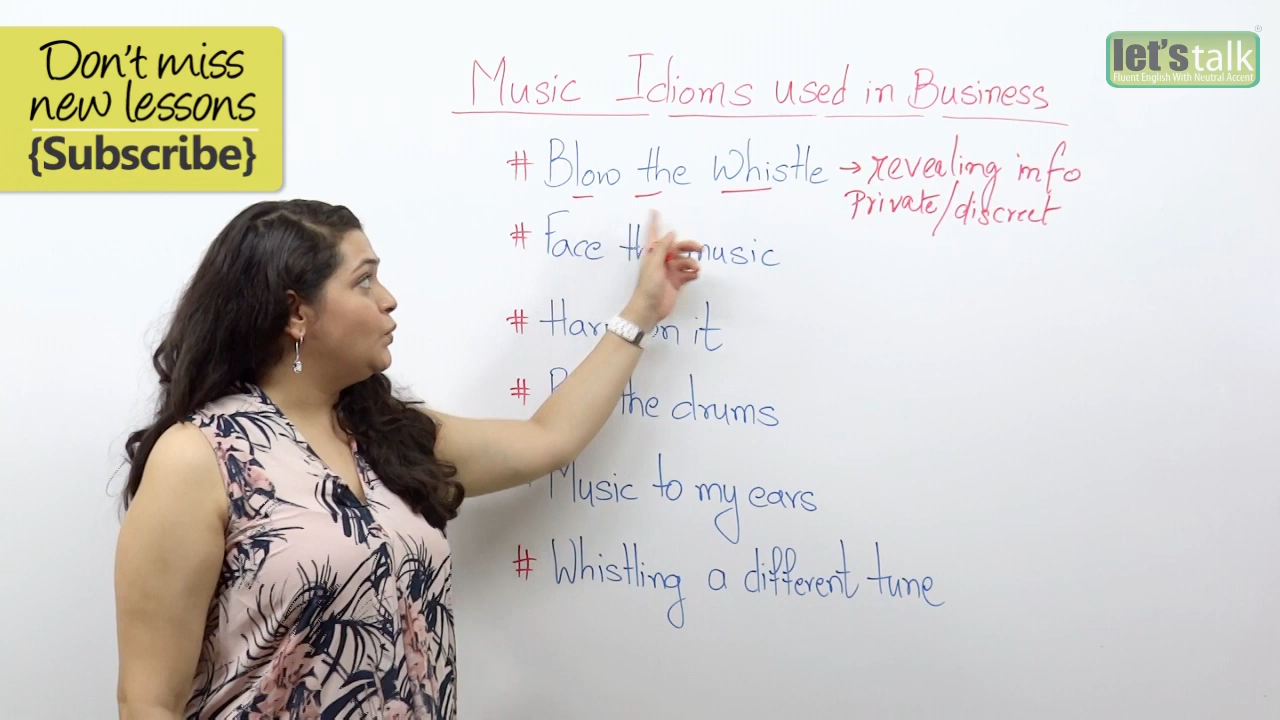 Don't miss
new lessons
{Subscribe}
let's talk
Fluent English With Neutral Accent
Music Idioms used in Business
# Blow the Whistle → revealing info
Private/discreet
# Face the music
# on it
# the drums
Music to my ears
# Whistling a different tune